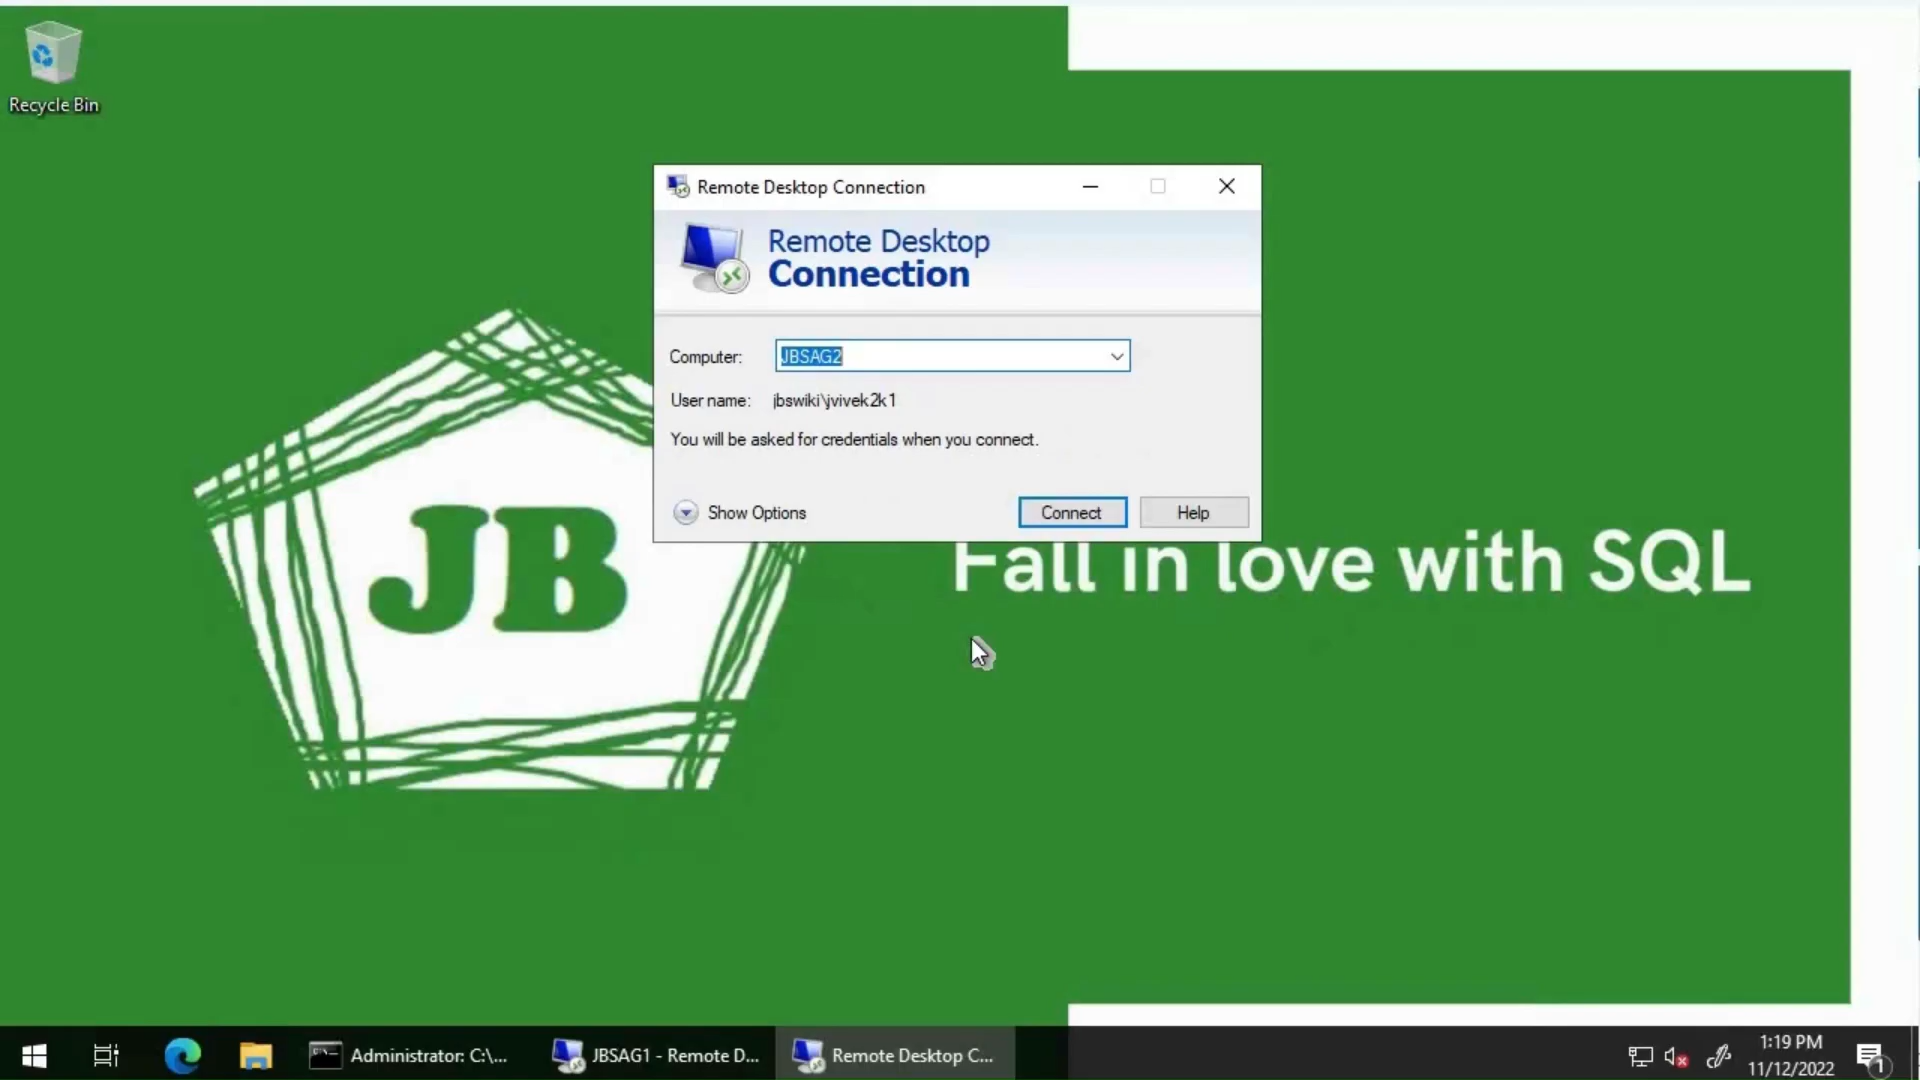 Recycle Bin
Remote Desktop Connection
Remote Desktop
Connection
Computer: JBSAG2
User name: jbswiki\jvivek2k1
You will be asked for credentials when you connect.
Show Options
Connect
Help
JB
Fall in love with SQL
Administrator: C:\...
JBSAG1 - Remote D...
Remote Desktop C...
1:19 PM
11/12/2022
1